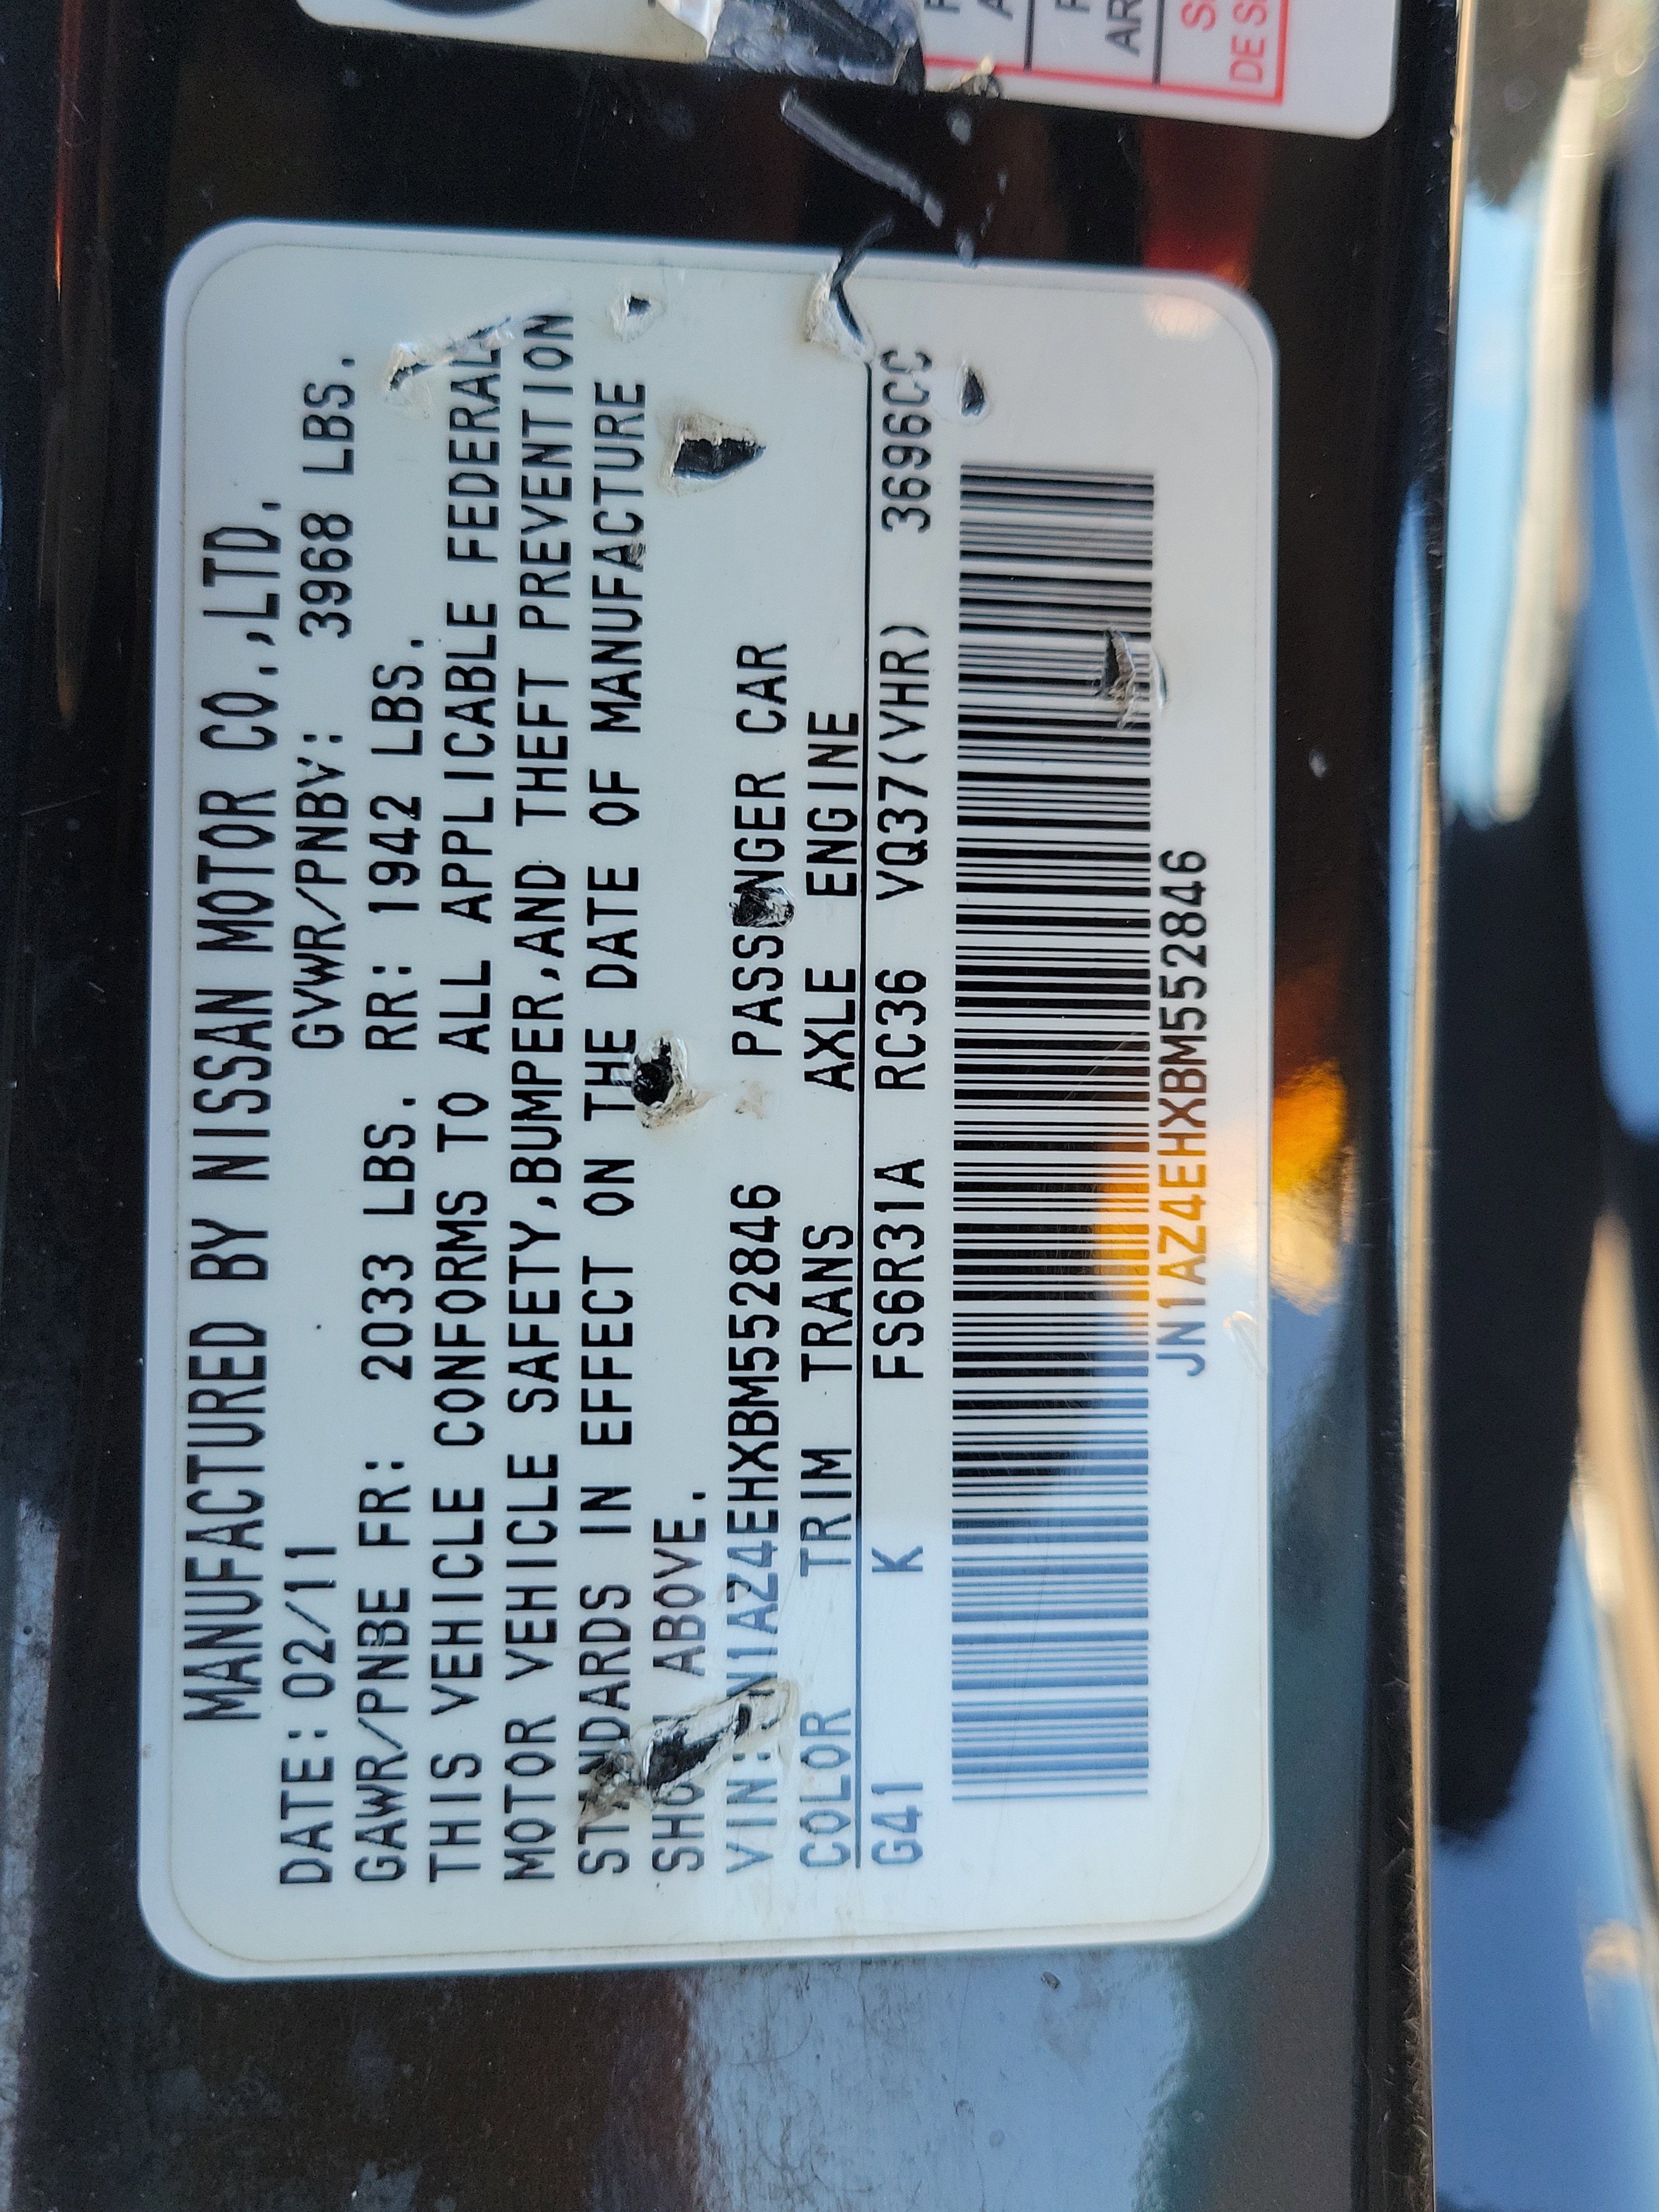 MANUFACTURED BY NISSAN MOTOR CO.,LTD.
DATE: 02/11 GVWR/PNBV: 3968 LBS.
GAWR/PNBE FR: 2033 LBS. RR: 1942 LBS.
THIS VEHICLE CONFORMS TO ALL APPLICABLE FEDERAL
MOTOR VEHICLE SAFETY,BUMPER,AND THEFT PREVENTION
STANDARDS IN EFFECT ON THE DATE OF MANUFACTURE
SHOWN ABOVE.
VIN: JN1AZ4EHXBM552846 PASSENGER CAR
COLOR TRIM TRANS AXLE ENGINE
G41 K FS6R31A RC36 VQ37(VHR) 3696CC
JN1AZ4EHXBM552846